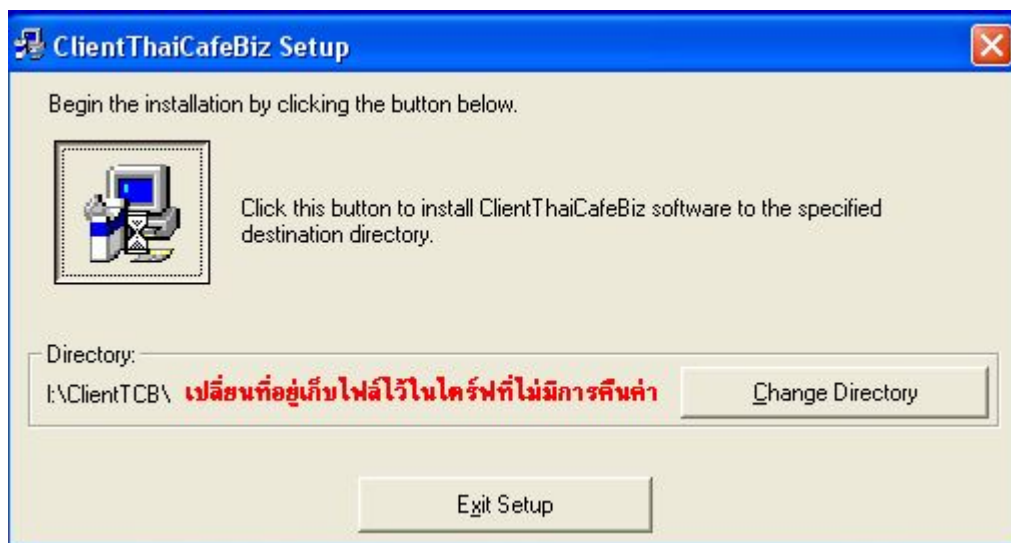 ClientThaiCafeBiz Setup
Begin the installation by clicking the button below.
Click this button to install ClientThaiCafeBiz software to the specified
destination directory.
Directory:
I:\ClientTCB\ เปลี่ยนที่อยู่เก็บไฟล์ไว้ในไดร์ฟที่ไม่มีการคืนค่า Change Directory
Exit Setup